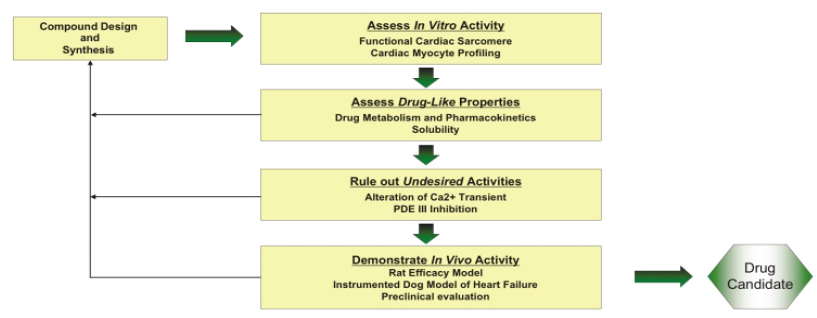 Compound Design
and
Synthesis
Assess In Vitro Activity
Functional Cardiac Sarcomere
Cardiac Myocyte Profiling
Assess Drug-Like Properties
Drug Metabolism and Pharmacokinetics
Solubility
Rule out Undesired Activities
Alteration of Ca2+ Transient
PDE III Inhibition
Demonstrate In Vivo Activity
Rat Efficacy Model
Instrumented Dog Model of Heart Failure
Preclinical evaluation
Drug
Candidate